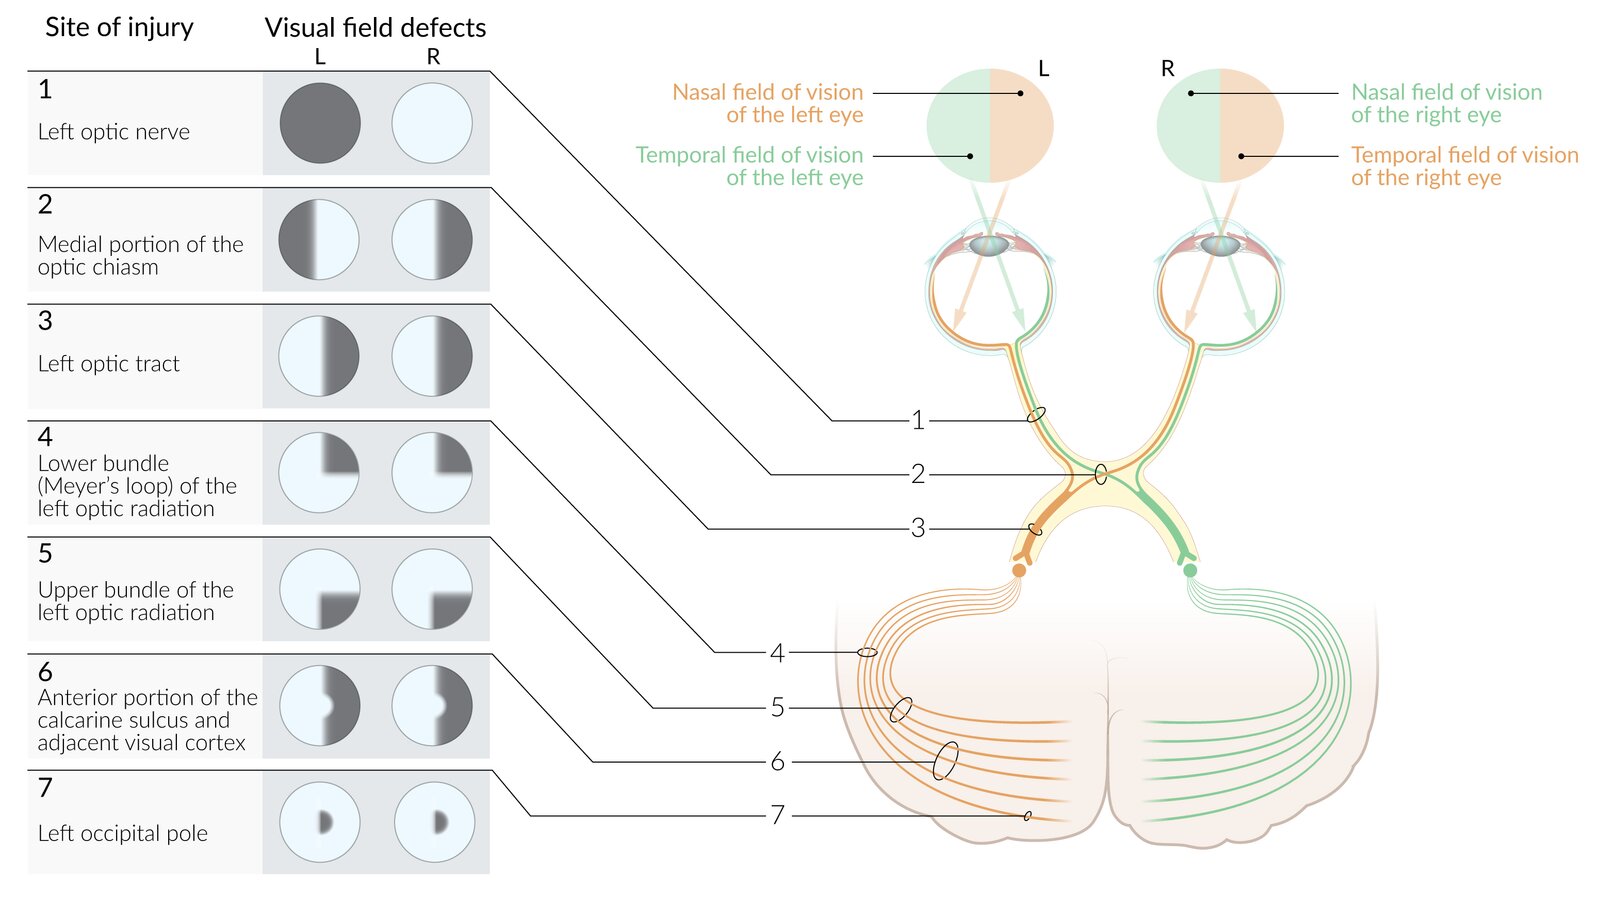 Site of injury
Visual field defects
L R
1
Left optic nerve
2
Medial portion of the
optic chiasm
3
Left optic tract
4
Lower bundle
(Meyer’s loop) of the
left optic radiation
5
Upper bundle of the
left optic radiation
6
Anterior portion of the
calcarine sulcus and
adjacent visual cortex
7
Left occipital pole
L
R
Nasal field of vision
of the left eye
Temporal field of vision
of the left eye
Nasal field of vision
of the right eye
Temporal field of vision
of the right eye
1
2
3
4
5
6
7